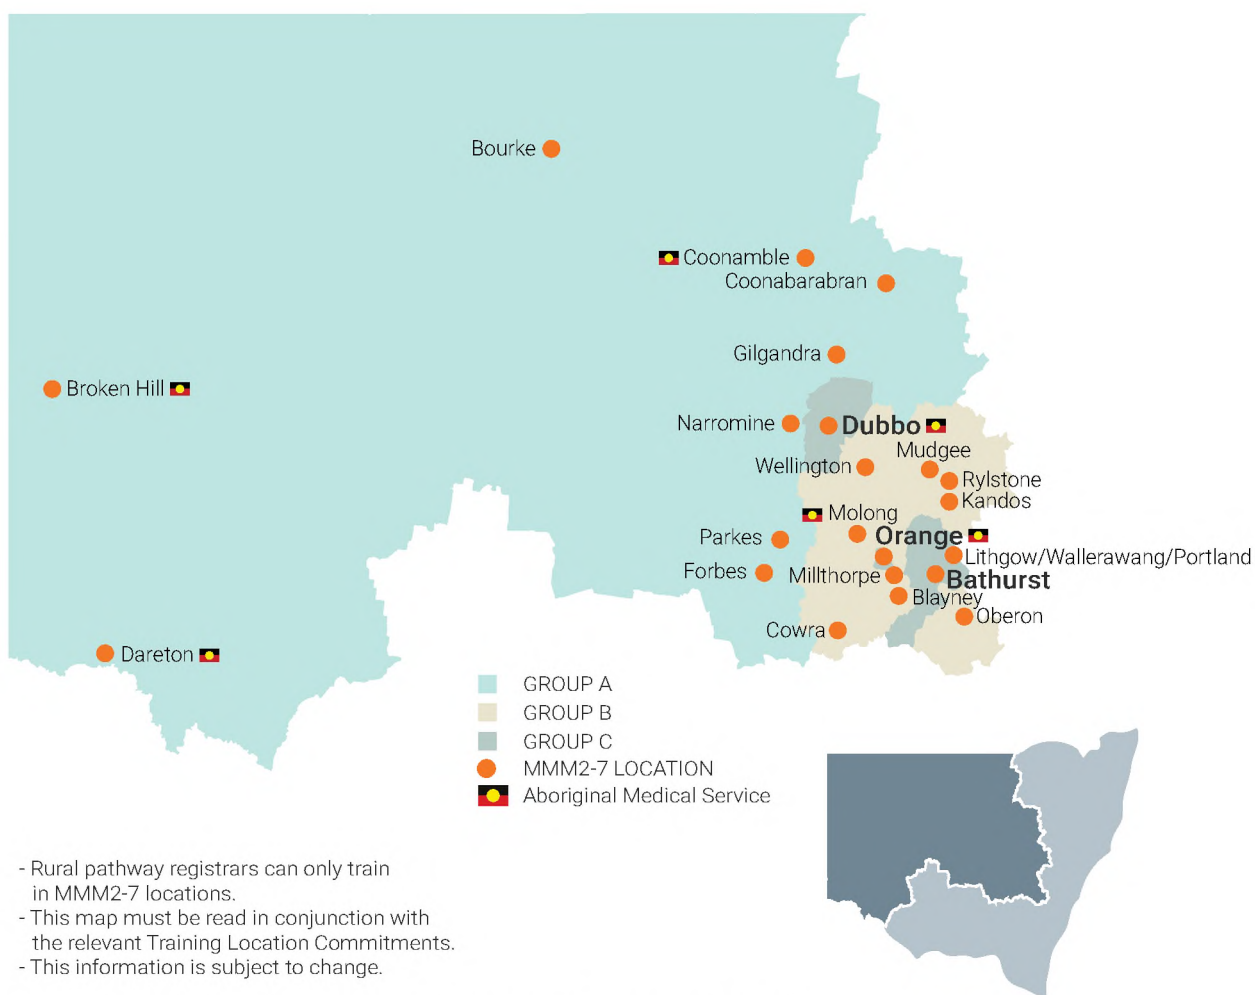 Bourke
Coonamble
Coonabarabran
Gilgandra
Broken Hill
Narromine
Dubbo
Mudgee
Wellington
Rylstone
Kandos
Molong
Parkes
Orange
Lithgow/Wallerawang/Portland
Forbes
Millthorpe
Bathurst
Blayney
Oberon
Cowra
Dareton
GROUP A
GROUP B
GROUP C
MMM2-7 LOCATION
Aboriginal Medical Service
- Rural pathway registrars can only train
in MMM2-7 locations.
- This map must be read in conjunction with
the relevant Training Location Commitments.
- This information is subject to change.